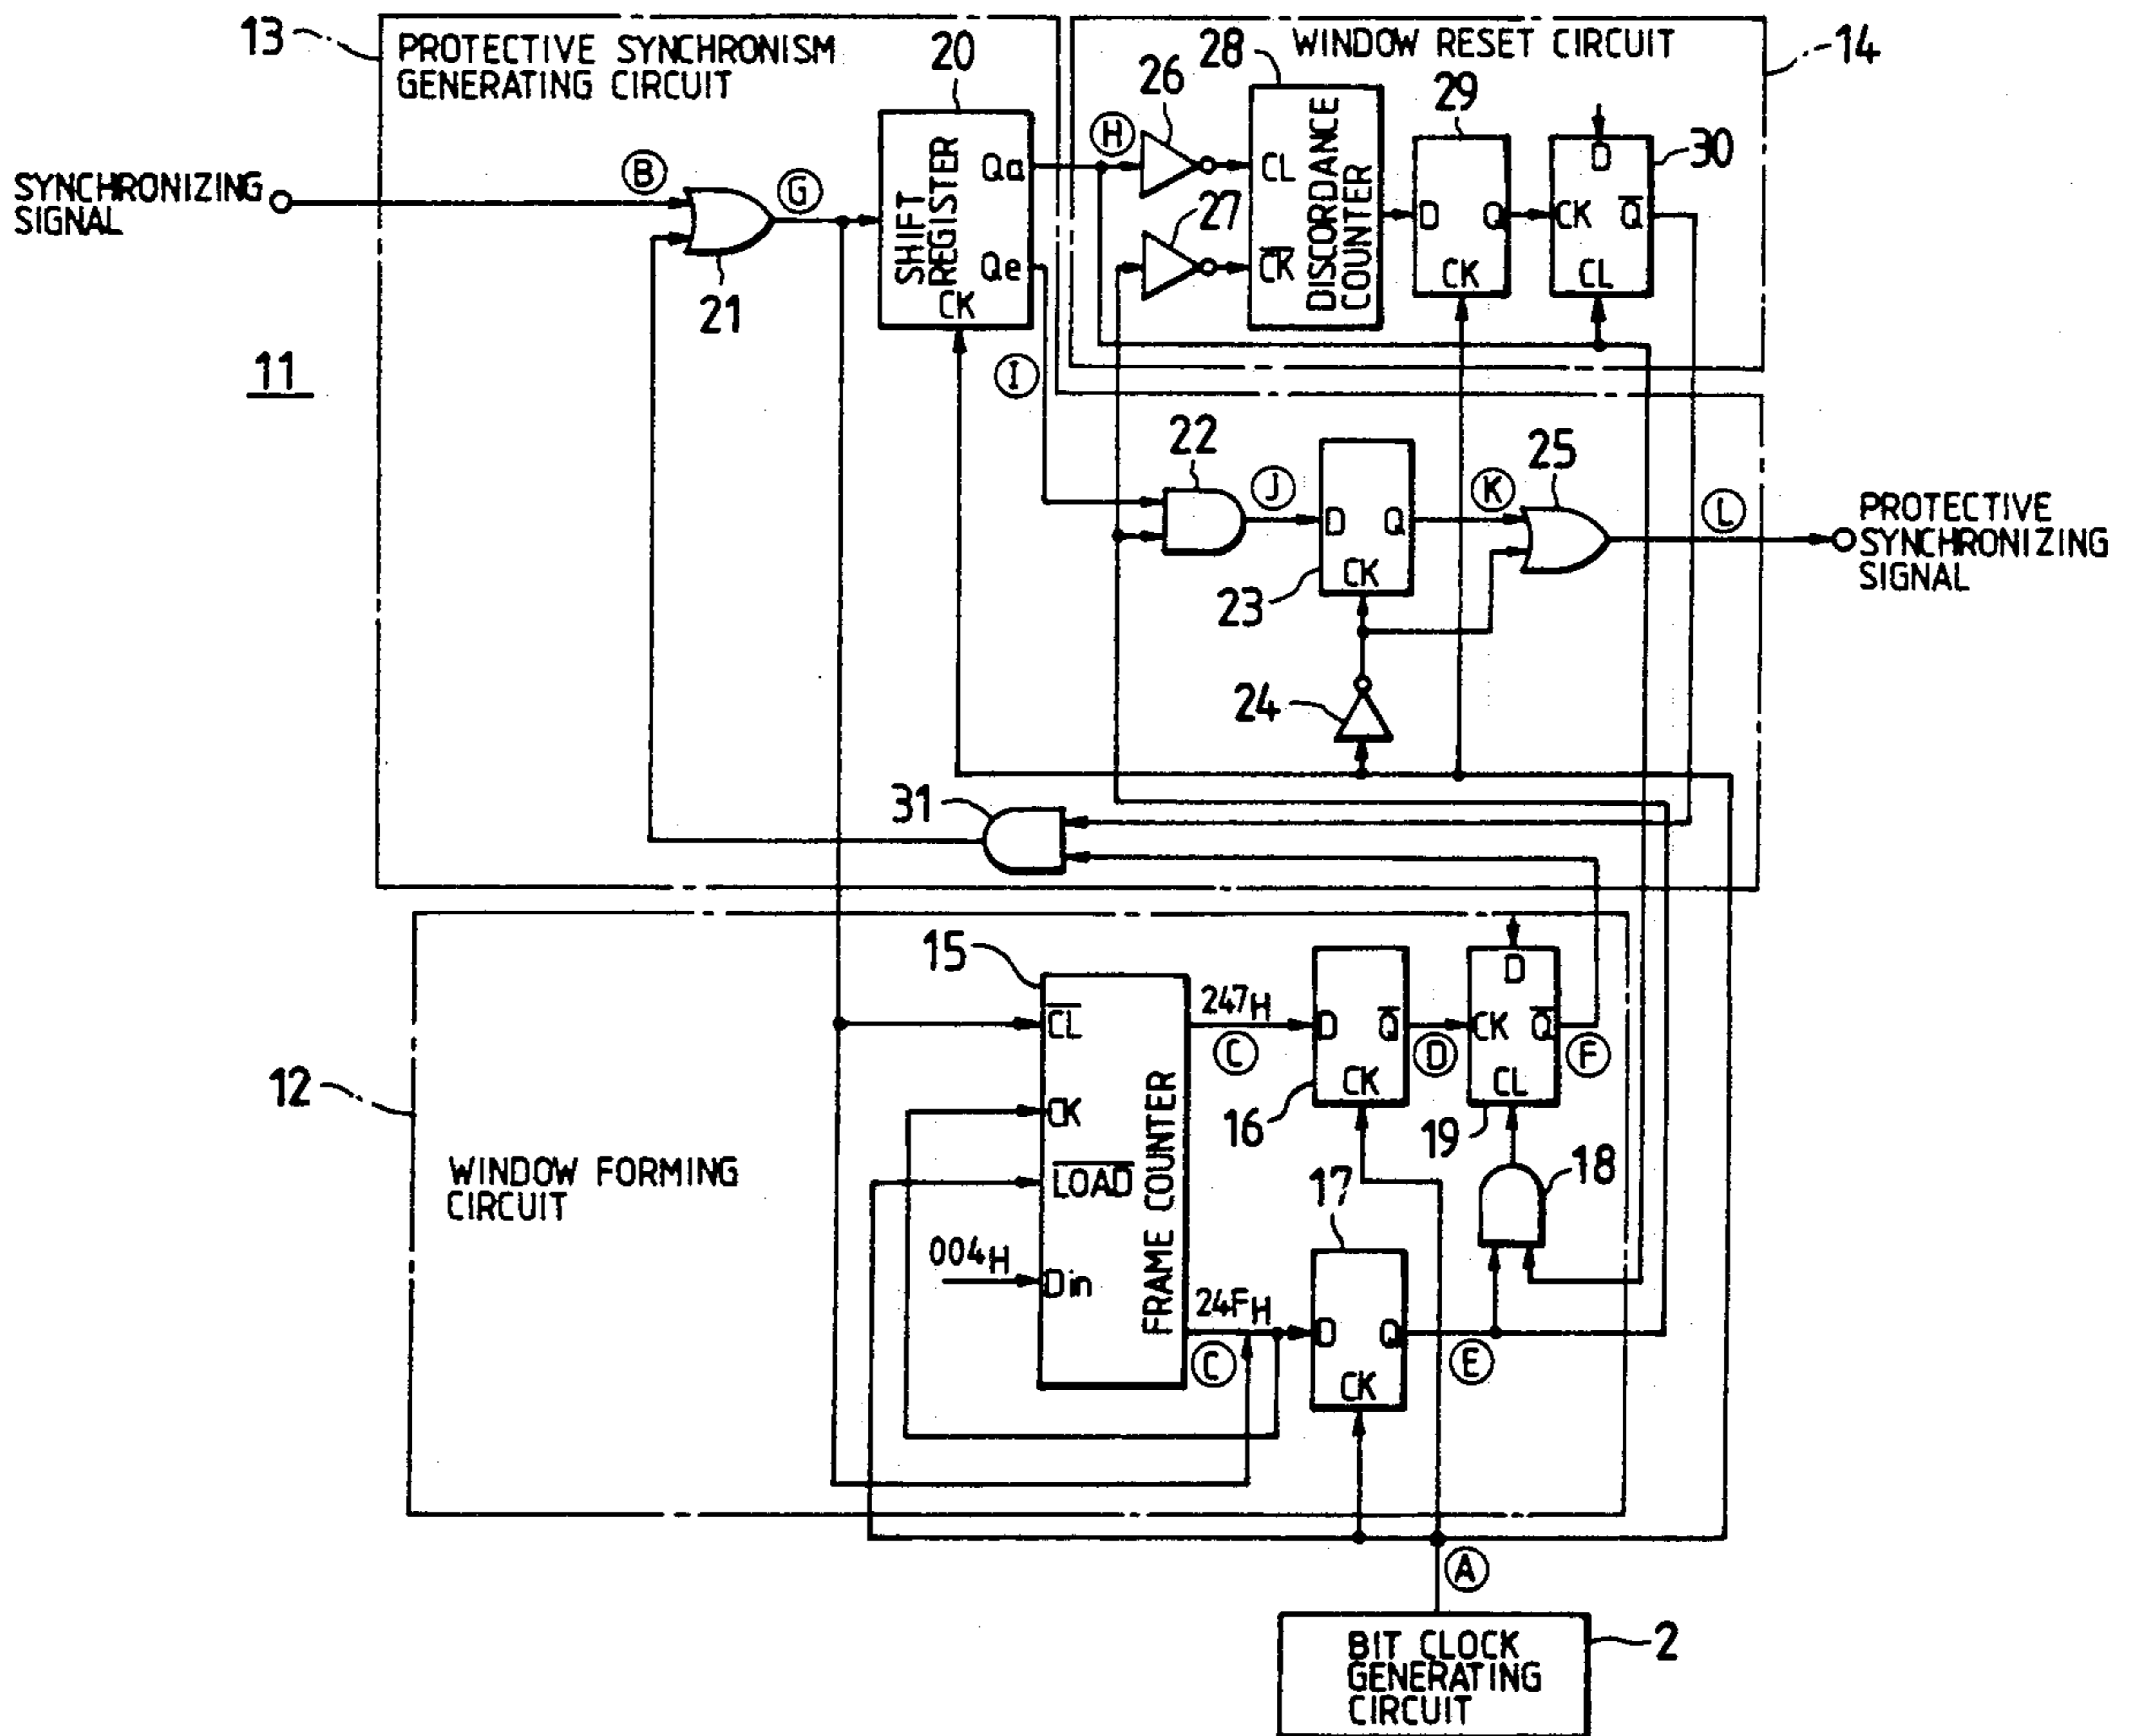 13
PROTECTIVE SYNCHRONISM
GENERATING CIRCUIT
20
28
WINDOW RESET CIRCUIT
14
26
29
30
SYNCHRONIZING
SIGNAL
B
G
21
SHIFT
REGISTER
Qa
Qe
CK
H
27
CL
CK
DISCORDANCE
COUNTER
D
Q
CK
D
CK
Q
CL
11
I
22
J
D
Q
CK
23
K
25
L
PROTECTIVE
SYNCHRONIZING
SIGNAL
24
31
12
WINDOW FORMING
CIRCUIT
15
CL
CK
LOAD
004H
Din
FRAME COUNTER
247H
C
D
Q
CK
16
D
D
CK
Q
CL
F
19
18
17
24FH
C
D
Q
CK
E
A
BIT CLOCK
GENERATING
CIRCUIT
2